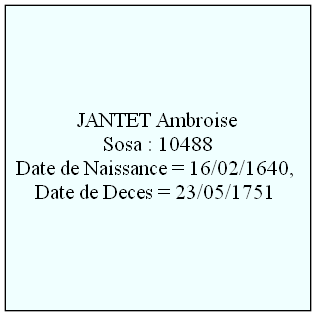 JANTET Ambroise
Sosa : 10488
Date de Naissance = 16/02/1640,
Date de Deces = 23/05/1751